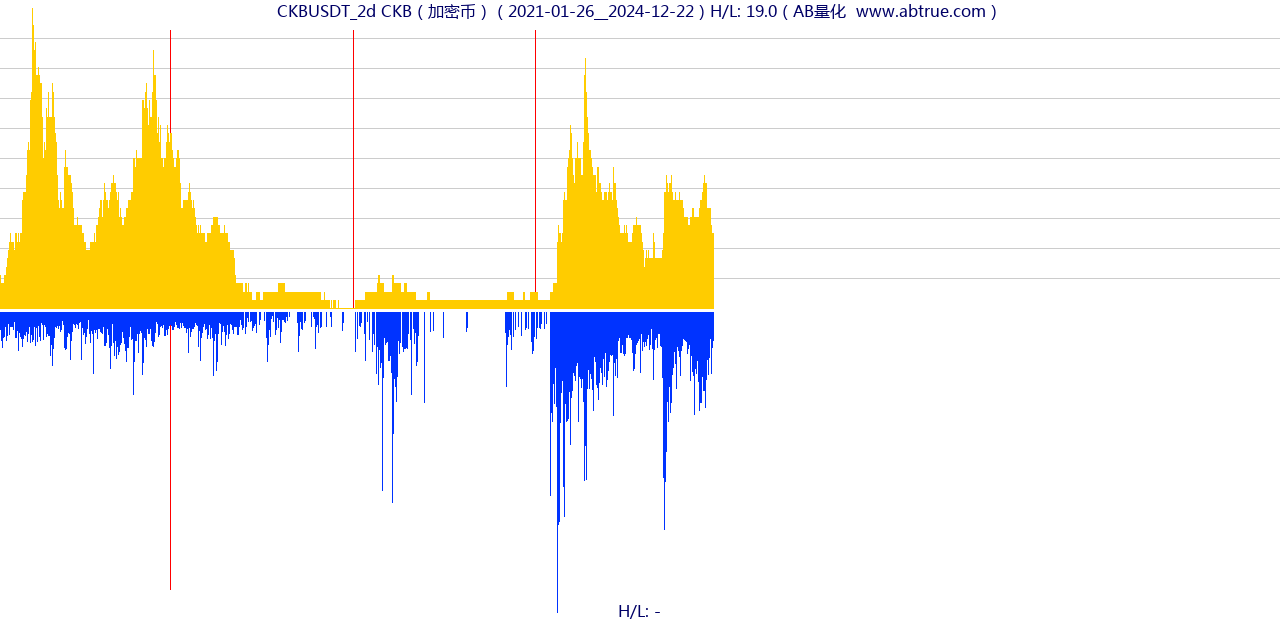 CKBUSDT_2d CKB（加密币）（2021-01-26__2024-12-22）H/L: 19.0（AB量化  www.abtrue.com）
H/L: -